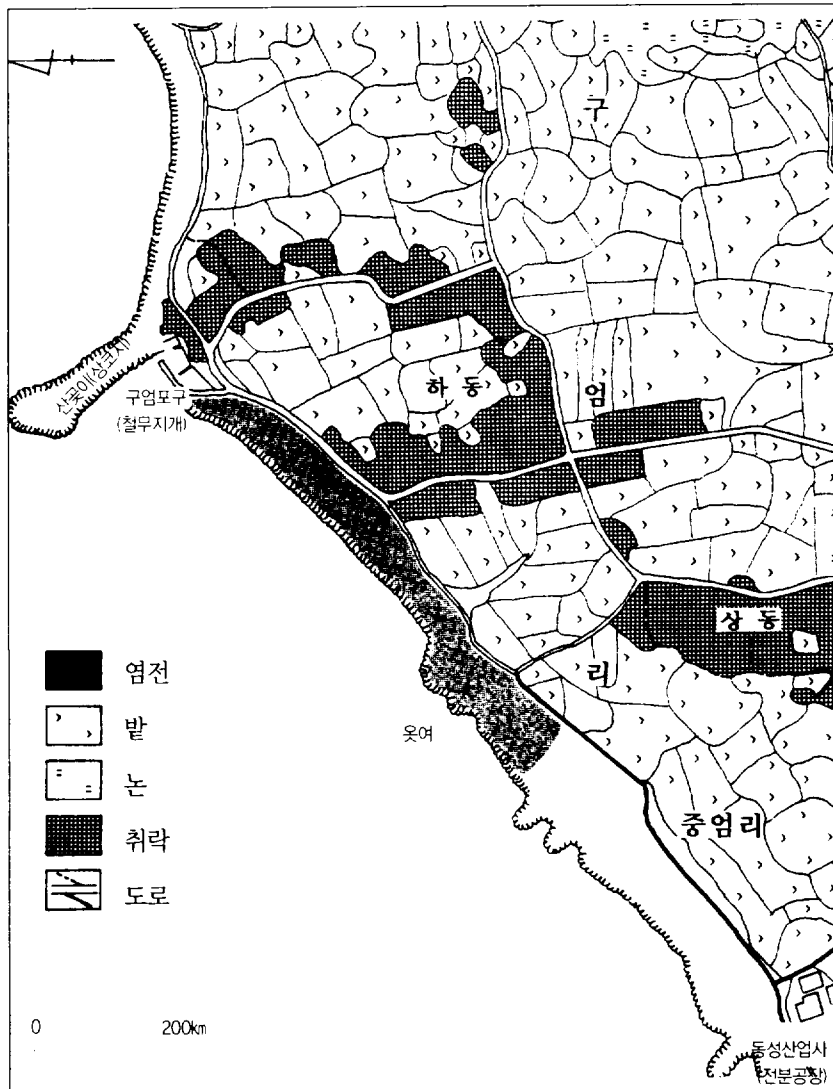 구
산꽃이(상코지)
구엄포구
(철무지개)
하동
엄
상동
리
옷여
중엄리
염전
밭
논
취락
도로
0 200km
동성산업사
(전분공장)